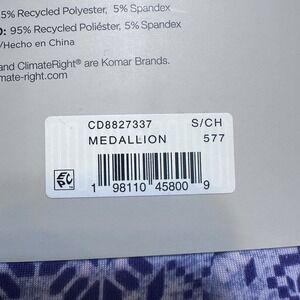 5% Recycled Polyester, 5% Spandex
: 95% Recycled Poliéster, 5% Spandex
/Hecho en China
and ClimateRight® are Komar Brands.
mate-right.com
CD8827337 S/CH
MEDALLION 577
1 98110 45800 9